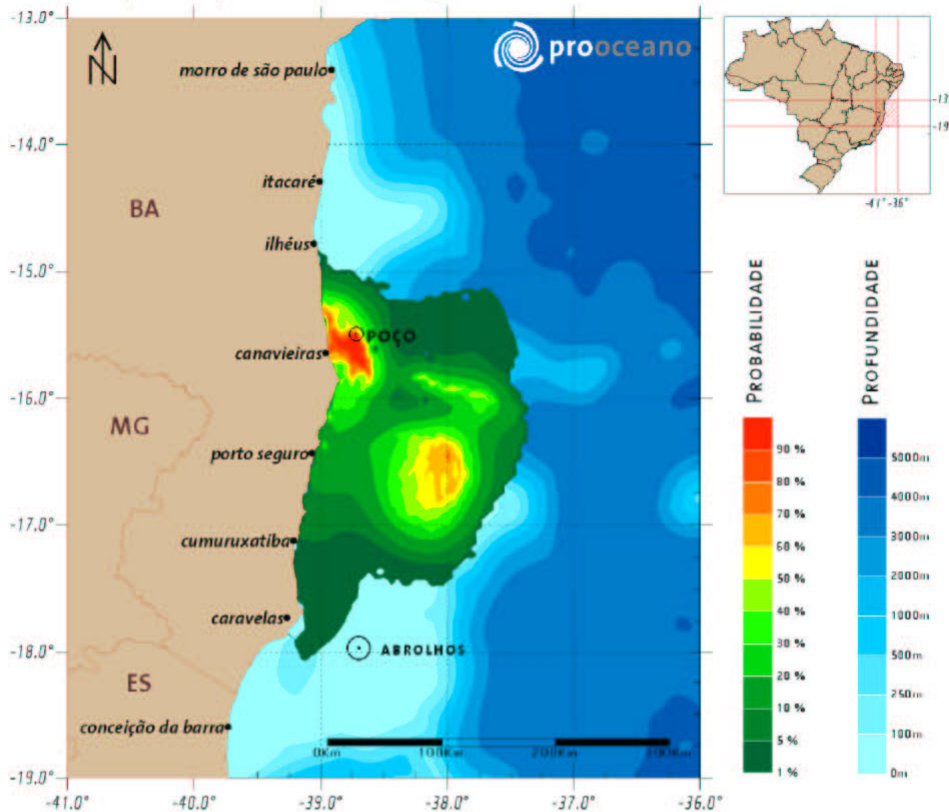 prooceano
N
morro de são paulo
itacaré
BA
ilhéus
POÇO
canavieiras
MG
porto seguro
cumuruxatiba
caravelas
ABROLHOS
ES
conceição da barra
0Km 100Km 200Km 300Km
-13.0°
-14.0°
-15.0°
-16.0°
-17.0°
-18.0°
-19.0°
-41.0° -40.0° -39.0° -38.0° -37.0° -36.0°
-13
-19
-41° -36°
PROBABILIDADE
90 %
80 %
70 %
60 %
50 %
40 %
30 %
20 %
10 %
5 %
1 %
PROFUNDIDADE
5000m
4000m
3000m
2000m
1000m
500m
250m
100m
0m